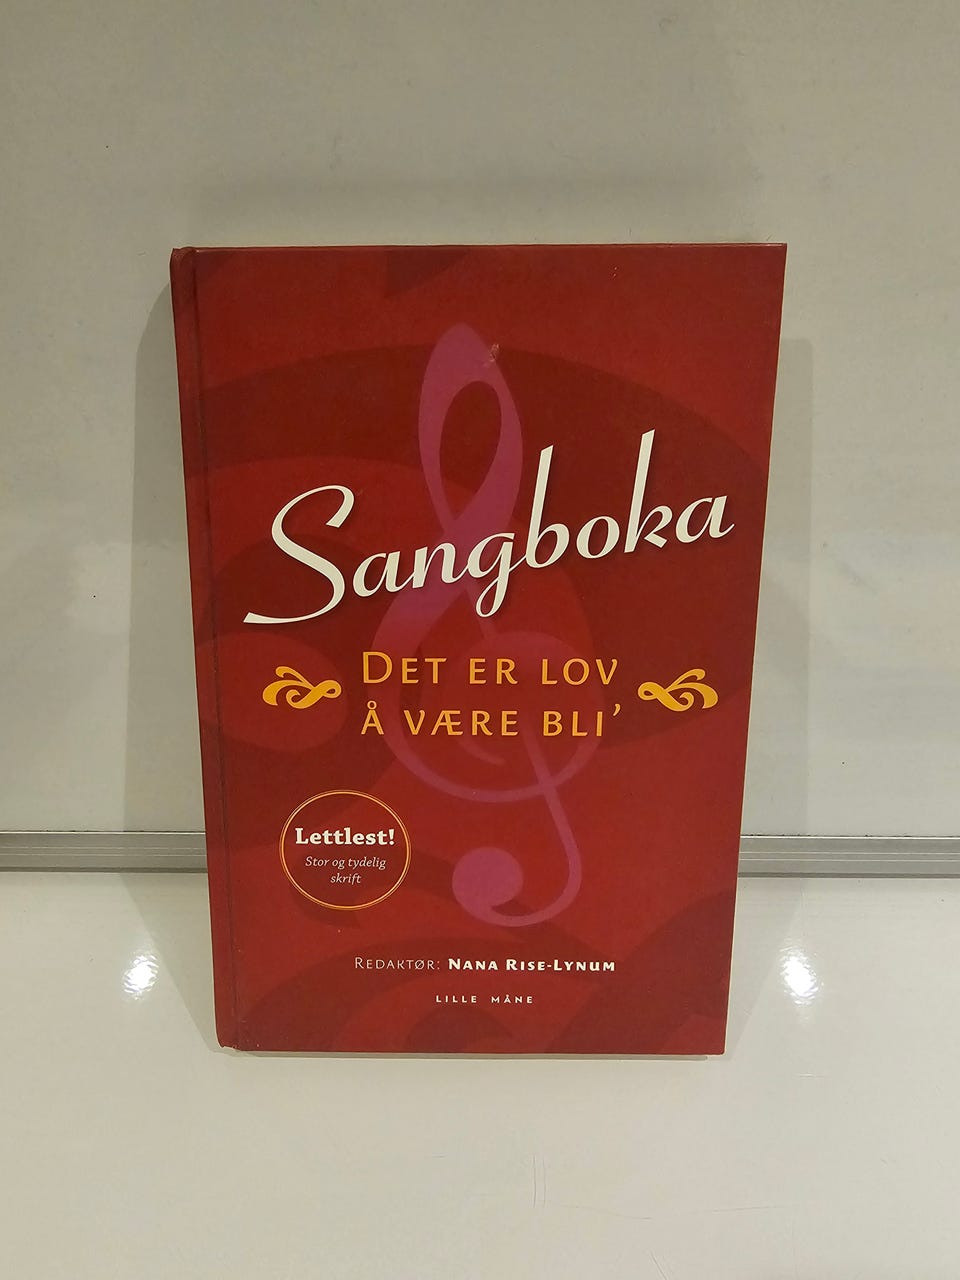 Sangboka
DET ER LOV
Å VÆRE BLI’
Lettlest!
Stor og tydelig
skrift
REDAKTØR: NANA RISE-LYNUM
LILLE MÅNE